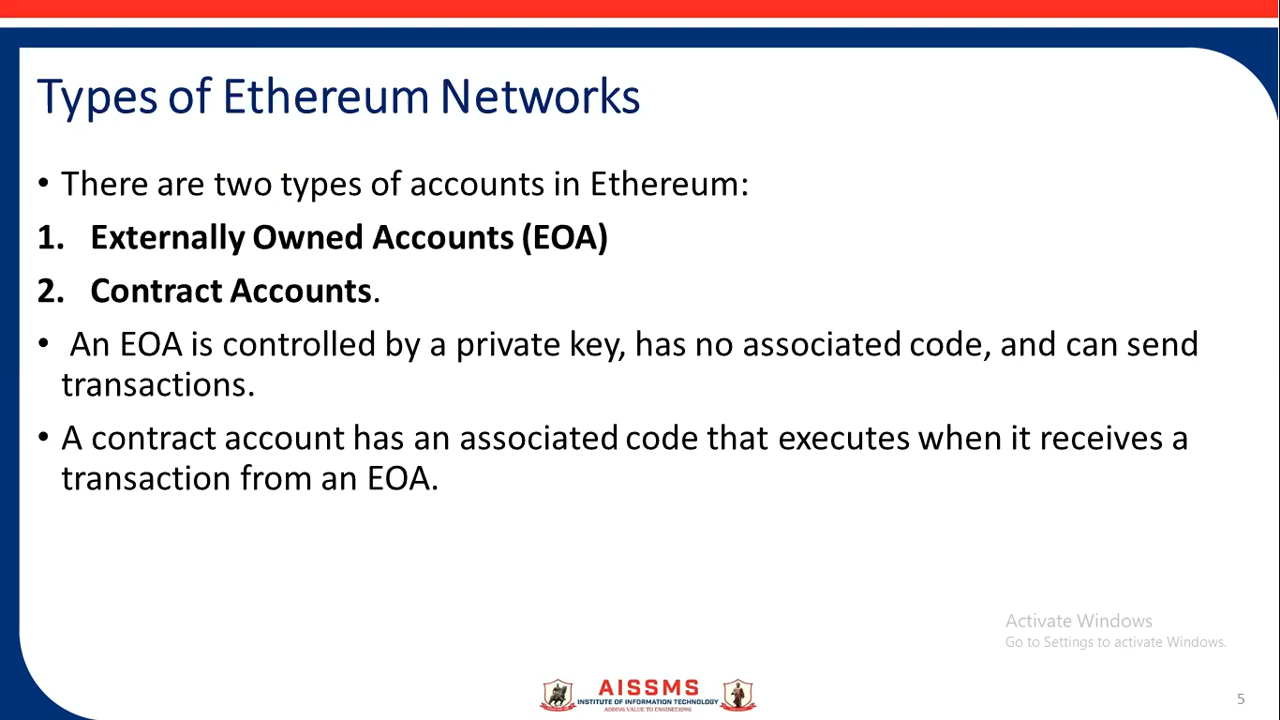 Types of Ethereum Networks
• There are two types of accounts in Ethereum:
1. Externally Owned Accounts (EOA)
2. Contract Accounts.
• An EOA is controlled by a private key, has no associated code, and can send
transactions.
• A contract account has an associated code that executes when it receives a
transaction from an EOA.
Activate Windows
Go to Settings to activate Windows.
AISSMS
INSTITUTE OF INFORMATION TECHNOLOGY
ADDING VALUE TO ENGINEERING
5